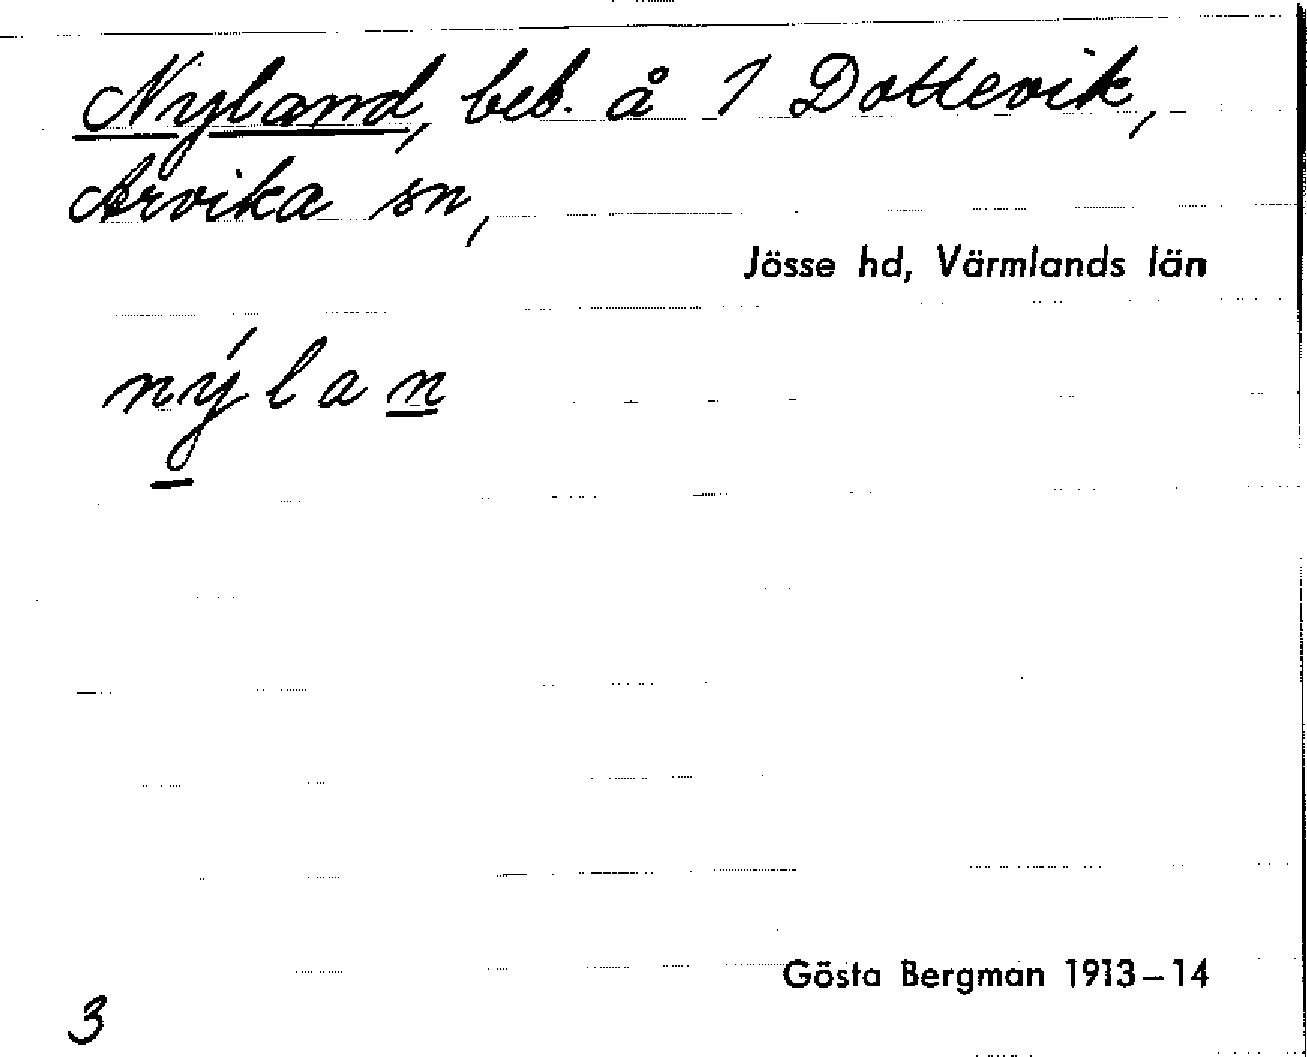 Nyland, beb. å 1 Dottevik,
Arvika sn,
Jösse hd, Värmlands län
nýlan
Gösta Bergman 1913–14
3